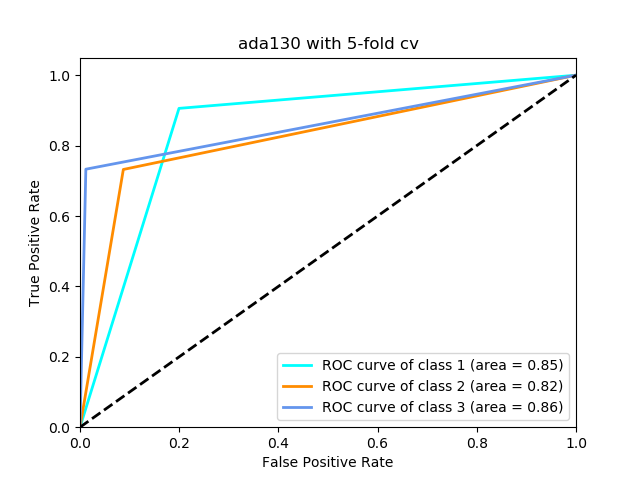 ada130 with 5-fold cv
True Positive Rate
1.0
0.8
0.6
0.4
0.2
0.0
ROC curve of class 1 (area = 0.85)
ROC curve of class 2 (area = 0.82)
ROC curve of class 3 (area = 0.86)
0.0 0.2 0.4 0.6 0.8 1.0
False Positive Rate